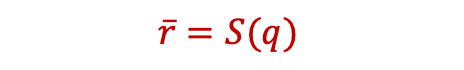 r̄ = S(q)